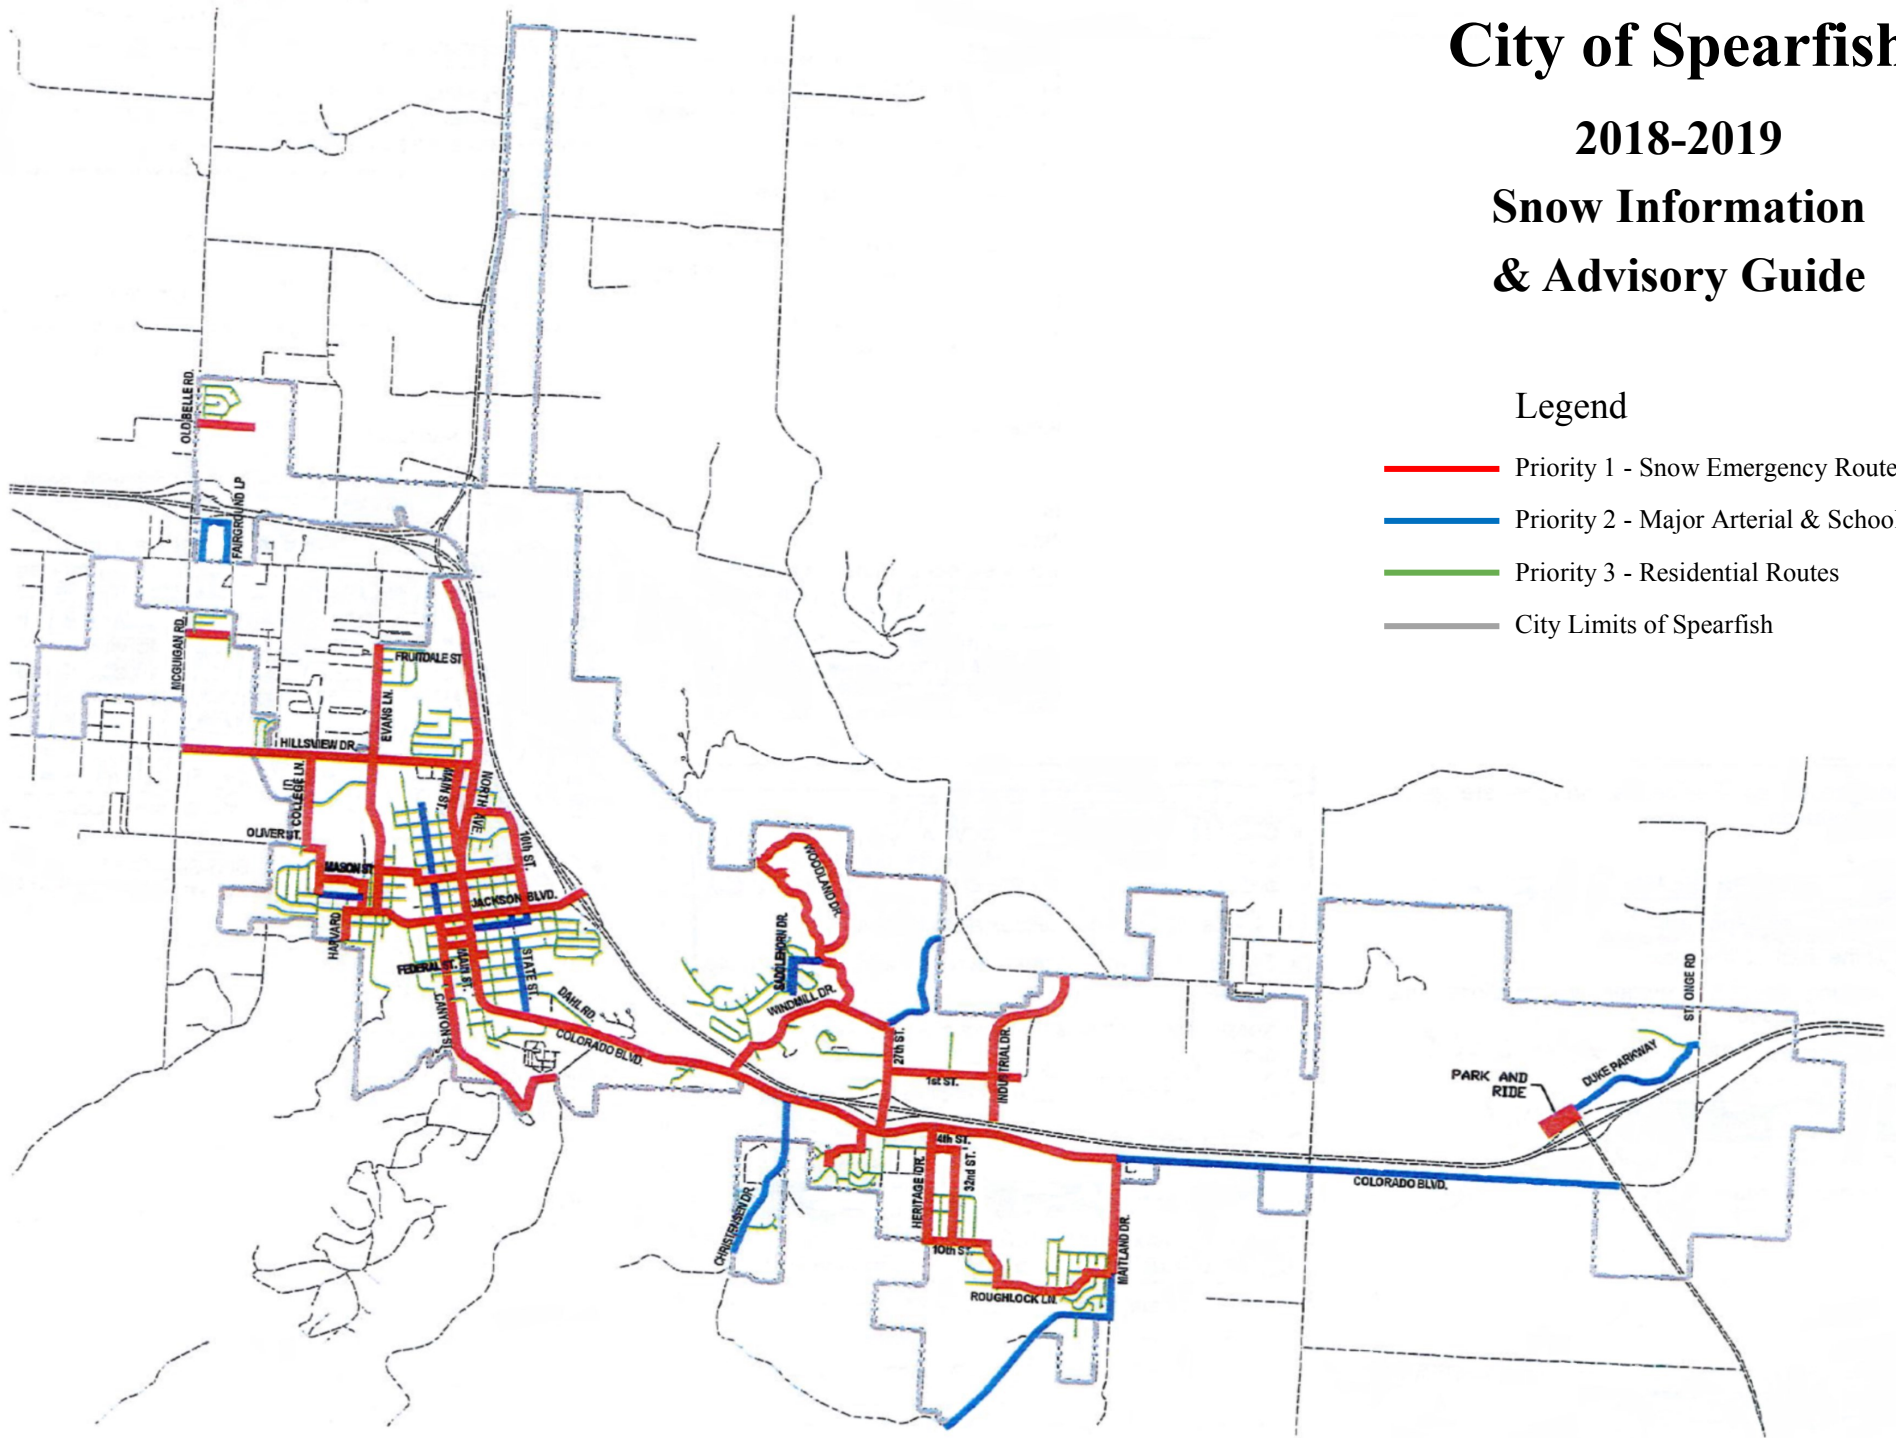 City of Spearfish
2018-2019
Snow Information
& Advisory Guide
Legend
Priority 1 - Snow Emergency Route
Priority 2 - Major Arterial & School
Priority 3 - Residential Routes
City Limits of Spearfish
OLD BELLE RD.
FAIRGROUND LP
MCGUIGAN RD.
FRUITDALE ST
EVANS LN.
HILLSVIEW DR.
COLLEGE LN.
MAIN ST.
NORTH AVE.
OLIVER ST.
10th ST.
MASON ST
JACKSON BLVD.
HARVARD
FEDERAL ST.
MAIN ST.
STATE ST.
CANYON ST
DAHL RD.
COLORADO BLVD.
WOODLAND DR.
SADDLEHORN DR.
WINDMILL DR.
27th ST.
1st ST.
INDUSTRIAL DR.
4th ST.
32nd ST.
HERITAGE DR.
10th ST.
ROUGHLOCK LN.
MAITLAND DR.
CHRISTENSEN DR.
COLORADO BLVD.
PARK AND
RIDE
DUKE PARKWAY
ST. ONGE RD